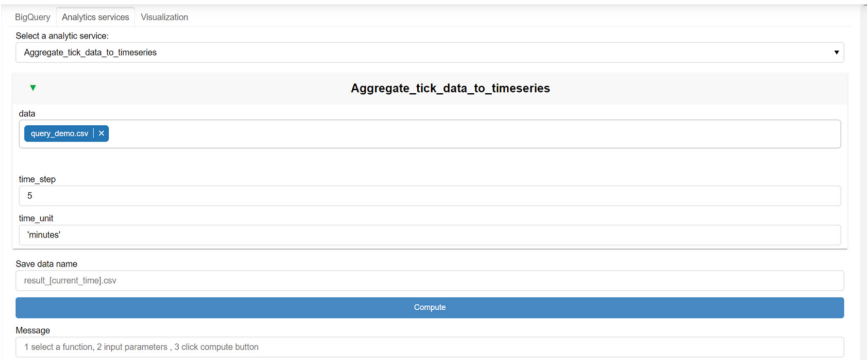 BigQuery Analytics services Visualization
Select a analytic service:
Aggregate_tick_data_to_timeseries
Aggregate_tick_data_to_timeseries
data
query_demo.csv
time_step
5
time_unit
'minutes'
Save data name
result_[current_time].csv
Compute
Message
1 select a function, 2 input parameters , 3 click compute button